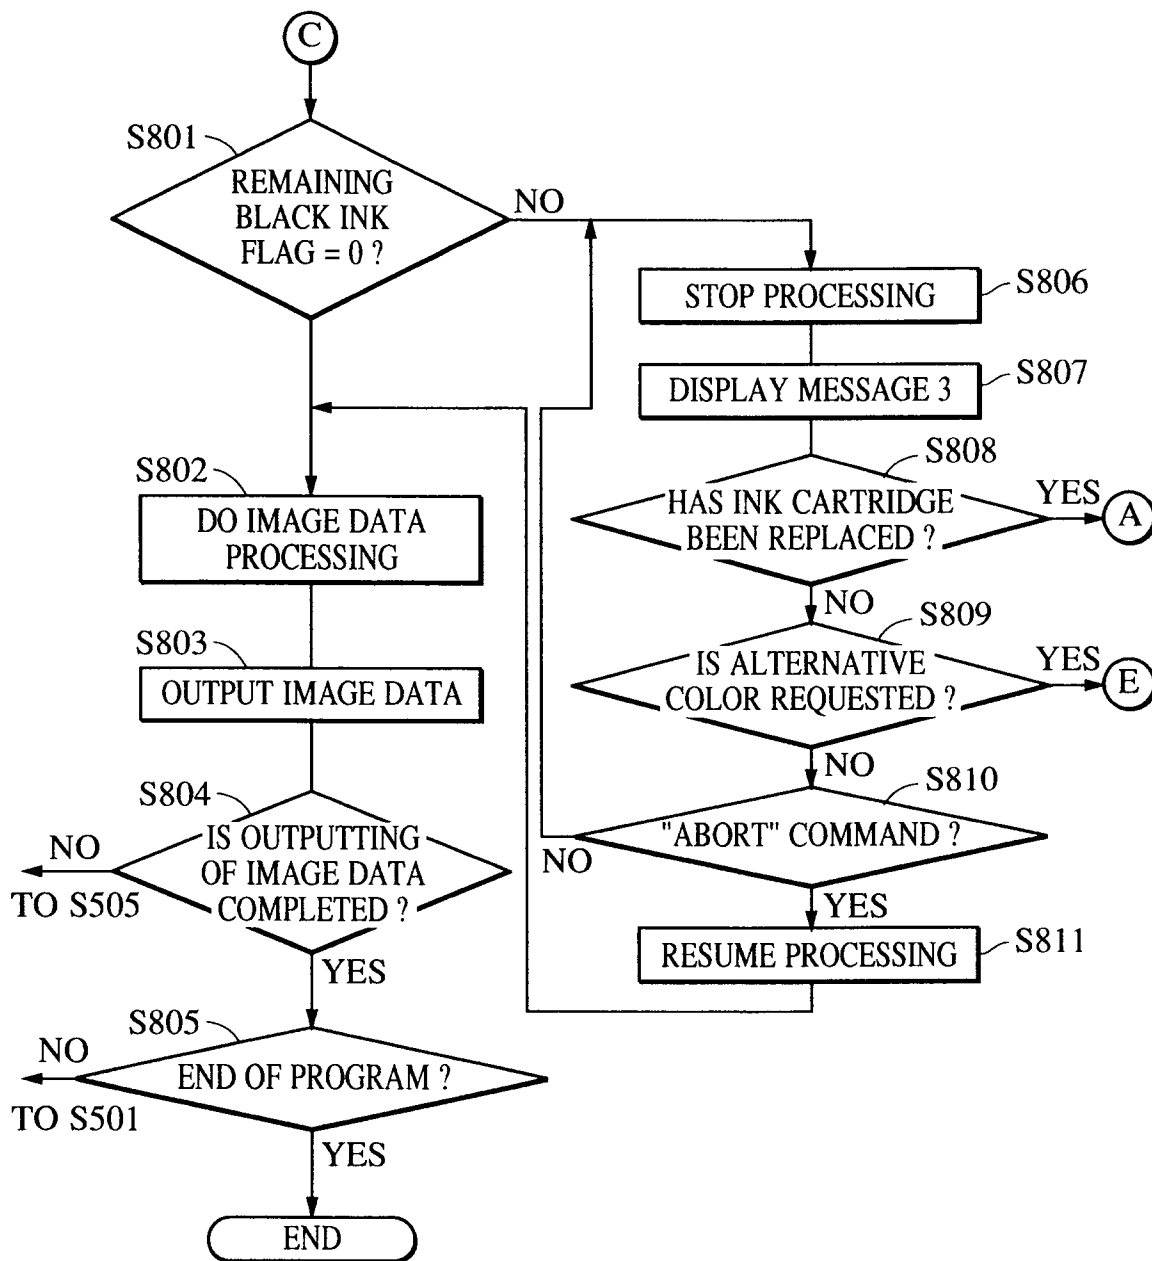 C
S801
REMAINING
BLACK INK
FLAG = 0 ?
NO
STOP PROCESSING
S806
DISPLAY MESSAGE 3
S807
S808
HAS INK CARTRIDGE
BEEN REPLACED ?
YES
A
NO
S809
IS ALTERNATIVE
COLOR REQUESTED ?
YES
E
NO
S810
"ABORT" COMMAND ?
NO
YES
RESUME PROCESSING
S811
S802
DO IMAGE DATA
PROCESSING
S803
OUTPUT IMAGE DATA
S804
IS OUTPUTTING
OF IMAGE DATA
COMPLETED ?
NO
TO S505
YES
S805
END OF PROGRAM ?
NO
TO S501
YES
END